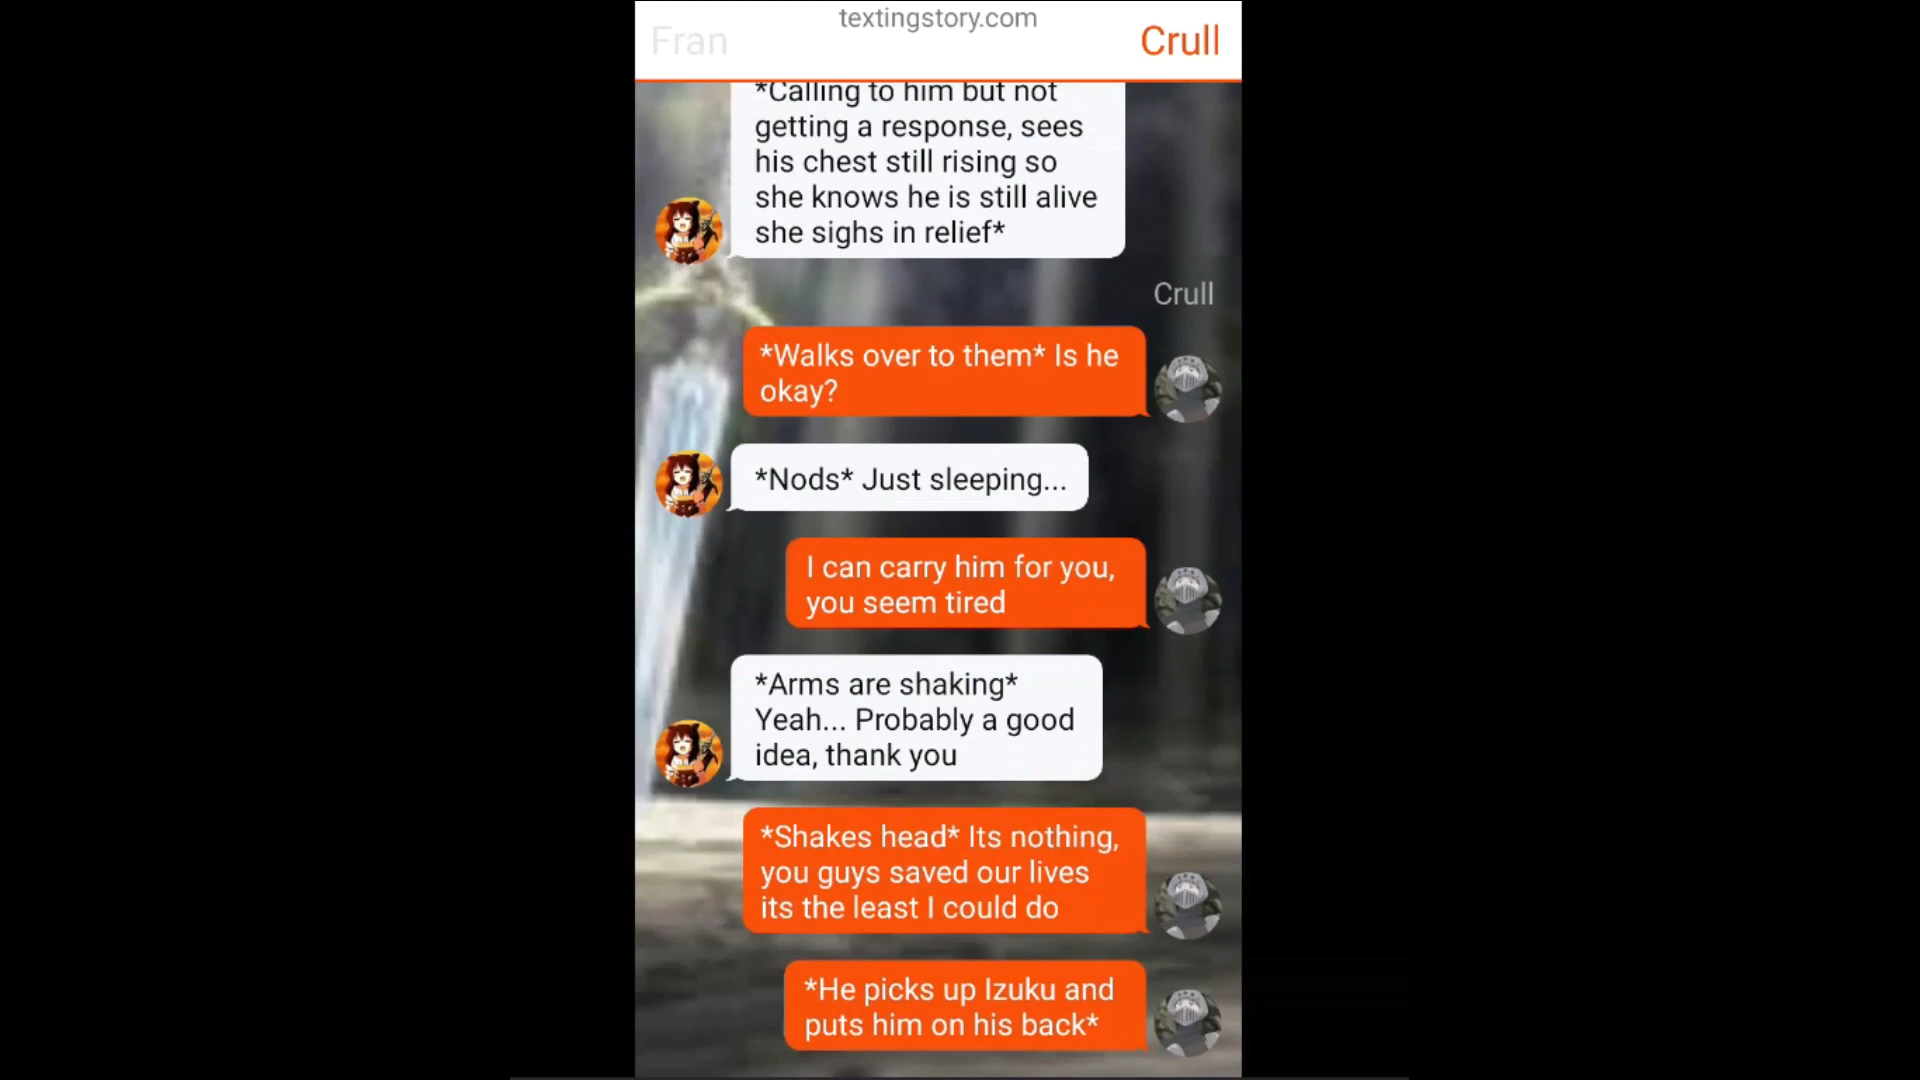 textingstory.com
Fran
Crull
*Calling to him but not
getting a response, sees
his chest still rising so
she knows he is still alive
she sighs in relief*
Crull
*Walks over to them* Is he
okay?
*Nods* Just sleeping...
I can carry him for you,
you seem tired
*Arms are shaking*
Yeah... Probably a good
idea, thank you
*Shakes head* Its nothing,
you guys saved our lives
its the least I could do
*He picks up Izuku and
puts him on his back*